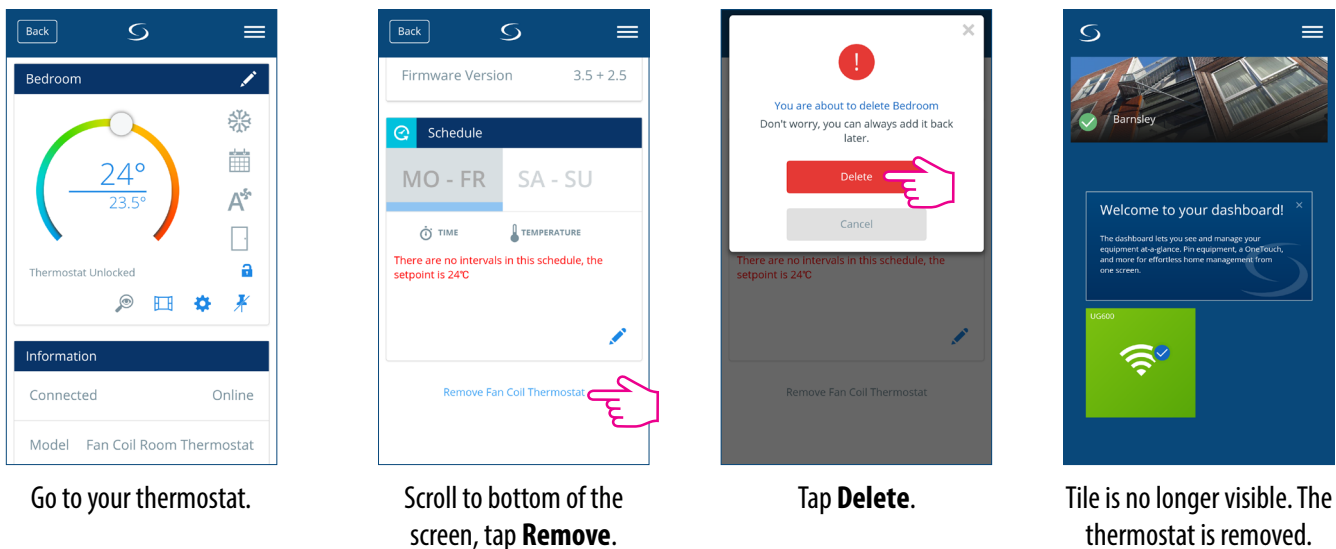 Back
Bedroom
24°
23.5°
A
Thermostat Unlocked
Information
Connected Online
Model Fan Coil Room Thermostat
Go to your thermostat.
Back
Firmware Version 3.5 + 2.5
Schedule
MO - FR SA - SU
TIME TEMPERATURE
There are no intervals in this schedule, the
setpoint is 24℃
Remove Fan Coil Thermostat
Scroll to bottom of the
screen, tap Remove.
You are about to delete Bedroom
Don't worry, you can always add it back
later.
Delete
Cancel
There are no intervals in this schedule, the
setpoint is 24℃
Remove Fan Coil Thermostat
Tap Delete.
Barnsley
Welcome to your dashboard!
The dashboard lets you see and manage your
equipment at-a-glance. Pin equipment, a OneTouch,
and more for effortless home management from
one screen.
UG600
Tile is no longer visible. The
thermostat is removed.